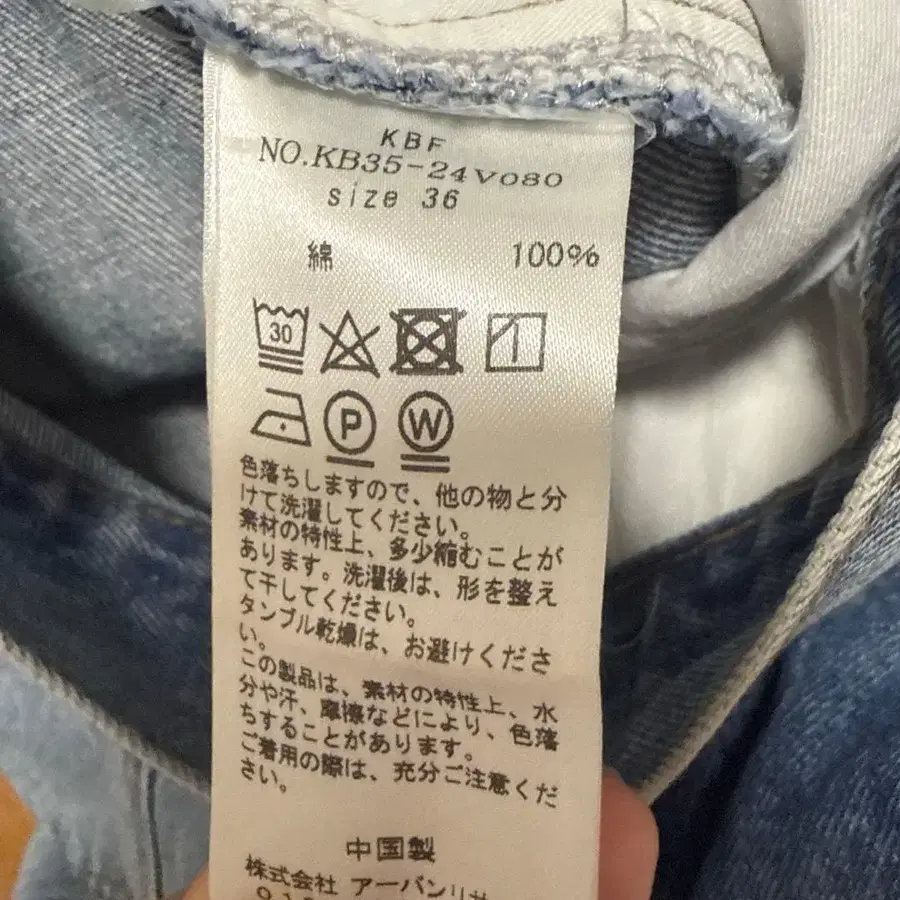 KBF
NO.KB35-24V080
size 36
綿 100%
30
P W
色落ちしますので、他の物と分
けて洗濯してください。
素材の特性上、多少縮むことが
あります。洗濯後は、形を整え
て干してください。
タンブル乾燥は、お避けくださ
い。
この製品は、素材の特性上、水
分や汗、摩擦などにより、色落
ちすることがあります。
ご着用の際は、充分ご注意くだ
さい。
中国製
株式会社 アーバンリサ